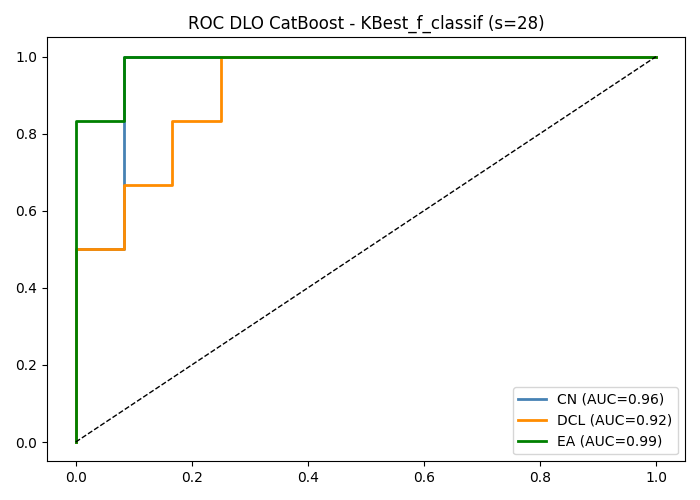 ROC DLO CatBoost - KBest_f_classif (s=28)
1.0
0.8
0.6
0.4
0.2
0.0
0.0 0.2 0.4 0.6 0.8 1.0
CN (AUC=0.96)
DCL (AUC=0.92)
EA (AUC=0.99)